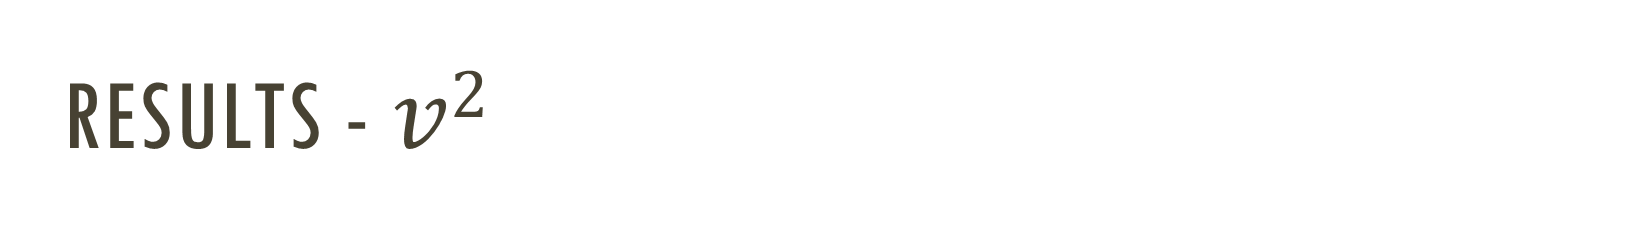 RESULTS - 𝑣²